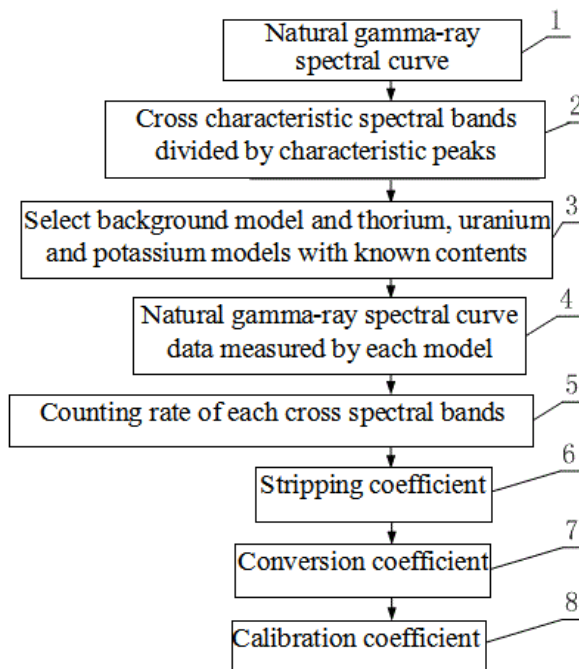 1
Natural gamma-ray
spectral curve
2
Cross characteristic spectral bands
divided by characteristic peaks
3
Select background model and thorium, uranium
and potassium models with known contents
4
Natural gamma-ray spectral curve
data measured by each model
5
Counting rate of each cross spectral bands
6
Stripping coefficient
7
Conversion coefficient
8
Calibration coefficient